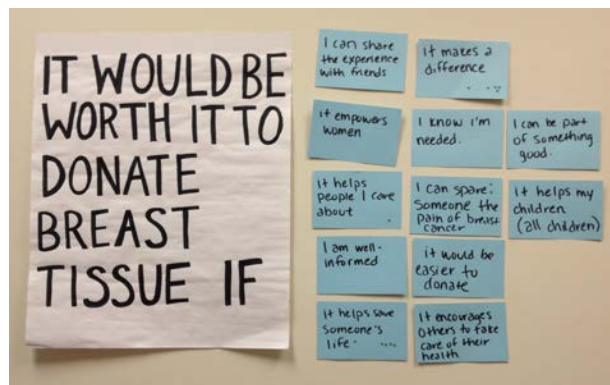 IT WOULD BE
WORTH IT TO
DONATE
BREAST
TISSUE IF
I can share
the experience
with friends
it makes a
difference
it empowers
women
I know I'm
needed.
I can be part
of something
good.
it helps
people I care
about
I can spare
someone the
pain of breast
cancer
it helps my
children
(all children)
I am well-
informed
it would be
easier to
donate
it helps save
someone's
life.
It encourages
others to take
care of their
health